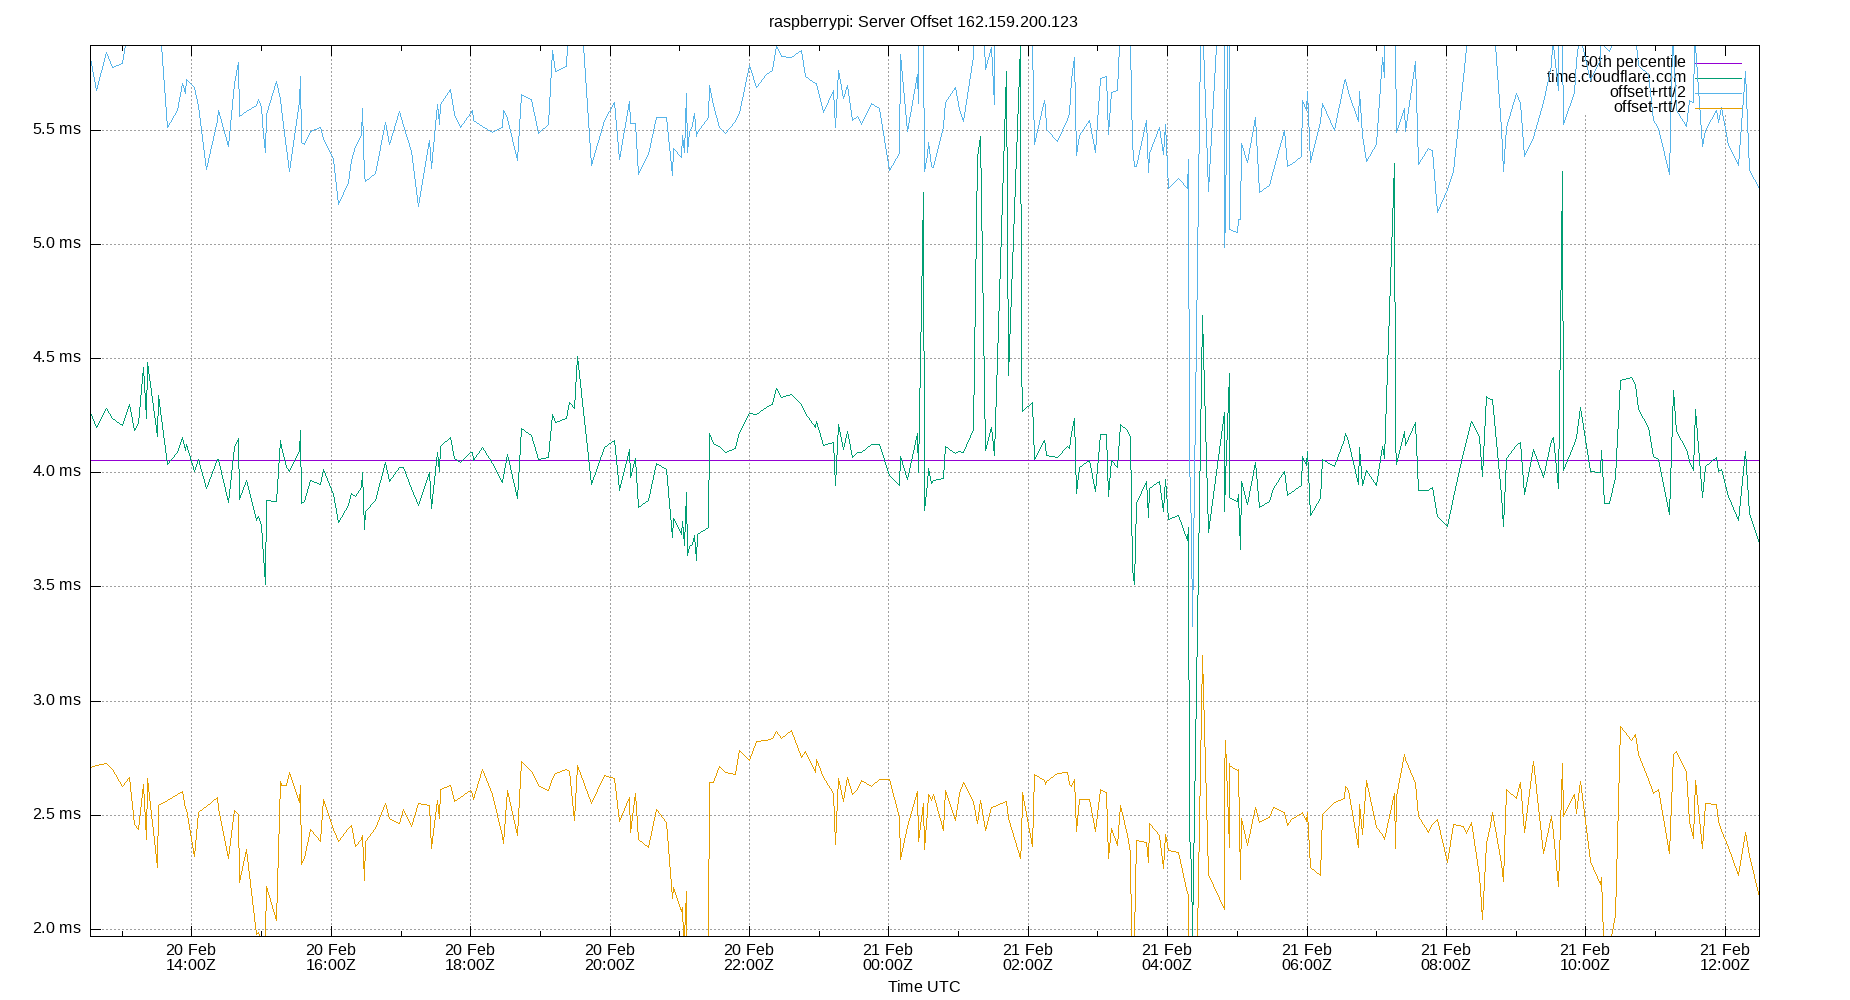 raspberrypi: Server Offset 162.159.200.123
50th percentile
time.cloudflare.com
offset+rtt/2
offset-rtt/2
5.5 ms
5.0 ms
4.5 ms
4.0 ms
3.5 ms
3.0 ms
2.5 ms
2.0 ms
20 Feb 20 Feb 20 Feb 20 Feb 20 Feb 21 Feb 21 Feb 21 Feb 21 Feb 21 Feb 21 Feb 21 Feb
14:00Z 16:00Z 18:00Z 20:00Z 22:00Z 00:00Z 02:00Z 04:00Z 06:00Z 08:00Z 10:00Z 12:00Z
Time UTC